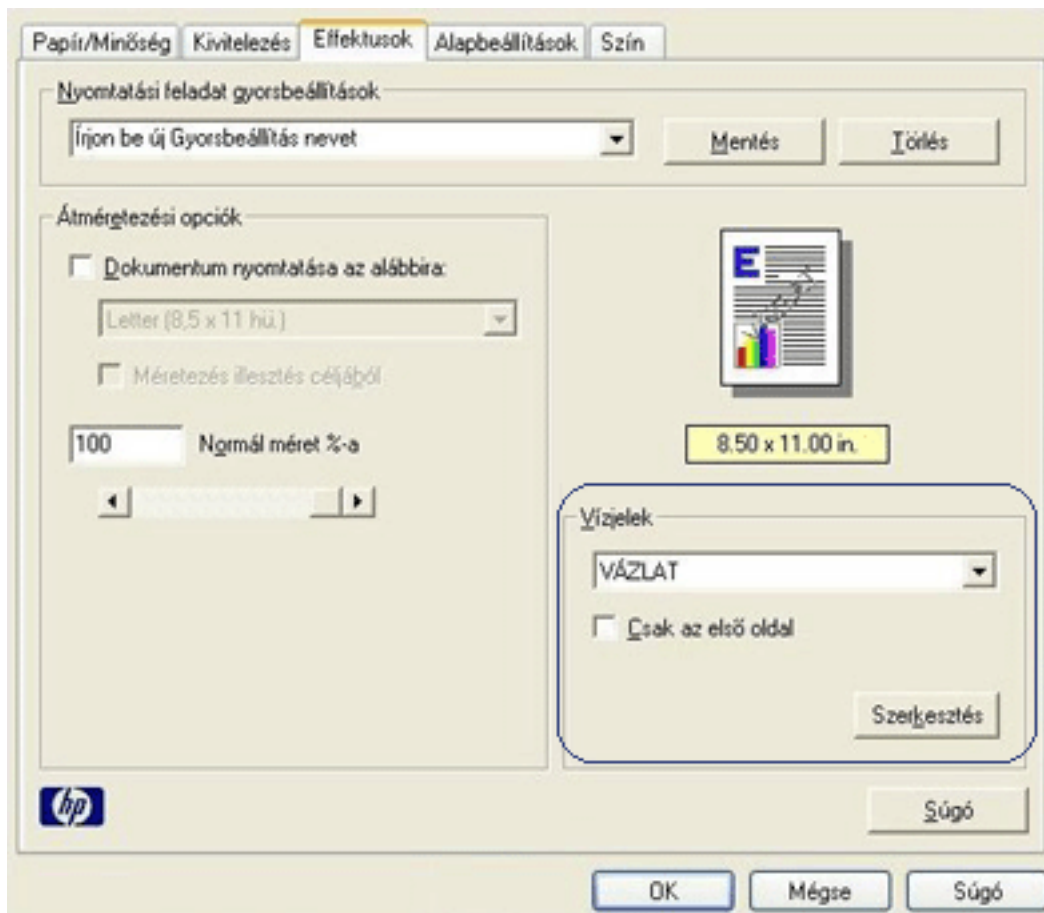 Papír/Minőség Kivitelezés Effektusok Alapbeállítások Szín
Nyomtatási feladat gyorsbeállítások
Írjon be új Gyorsbeállítás nevet Mentés Törlés
Átméretezési opciók
Dokumentum nyomtatása az alábbira:
Letter (8,5 x 11 hü.)
Méretezés illesztés céljából
100 Normál méret %-a
E
8.50 x 11.00 in.
Vízjelek
VÁZLAT
Csak az első oldal
Szerkesztés
hp
Súgó
OK Mégse Súgó